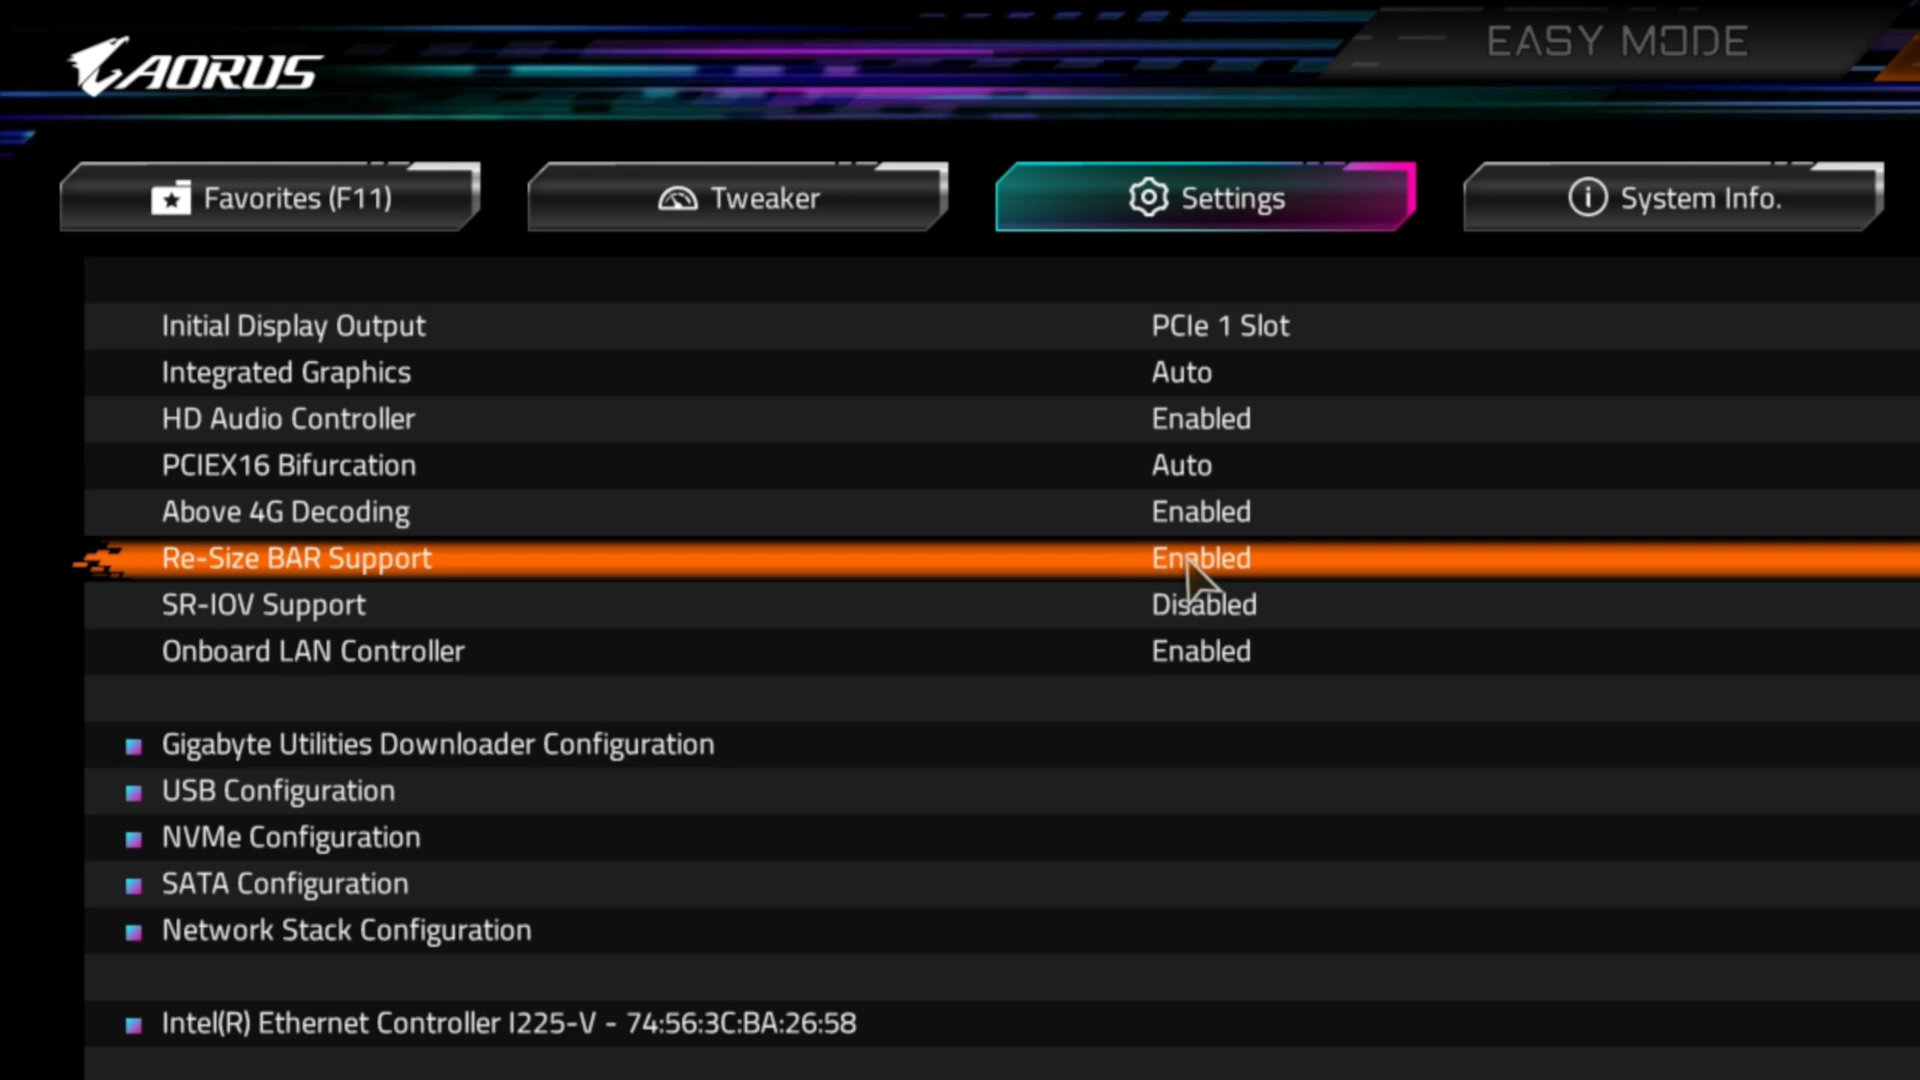 AORUS
EASY MODE
Favorites (F11)
Tweaker
Settings
System Info.
Initial Display Output PCIe 1 Slot
Integrated Graphics Auto
HD Audio Controller Enabled
PCIEX16 Bifurcation Auto
Above 4G Decoding Enabled
Re-Size BAR Support Enabled
SR-IOV Support Disabled
Onboard LAN Controller Enabled
Gigabyte Utilities Downloader Configuration
USB Configuration
NVMe Configuration
SATA Configuration
Network Stack Configuration
Intel(R) Ethernet Controller I225-V - 74:56:3C:BA:26:58